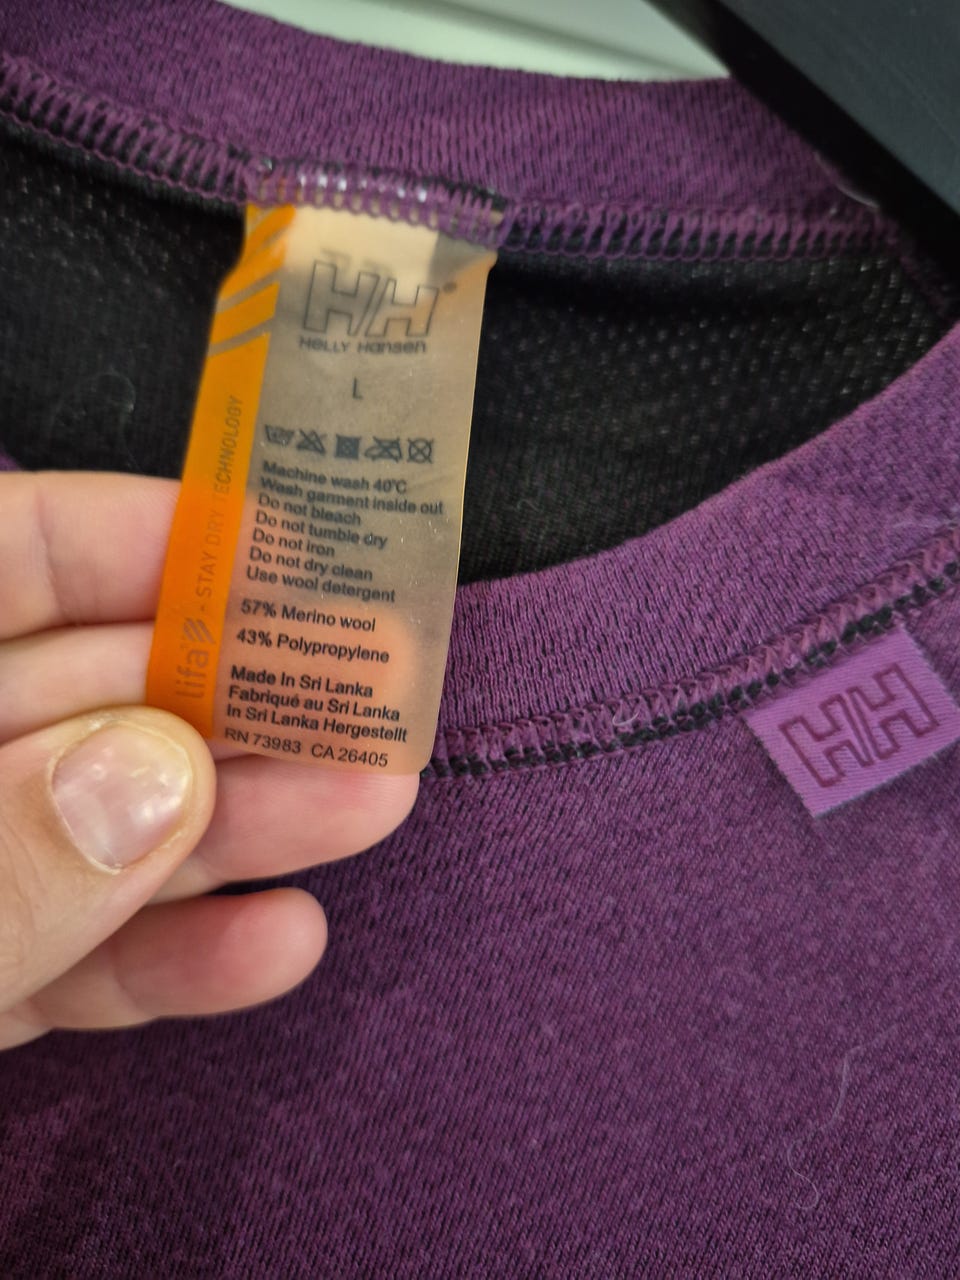 HH®
HELLY HANSEN
L
Machine wash 40°C
Wash garment inside out
Do not bleach
Do not tumble dry
Do not iron
Do not dry clean
Use wool detergent
57% Merino wool
43% Polypropylene
Made In Sri Lanka
Fabriqué au Sri Lanka
In Sri Lanka Hergestellt
RN 73983 CA 26405
lifa - STAY DRY TECHNOLOGY
HH